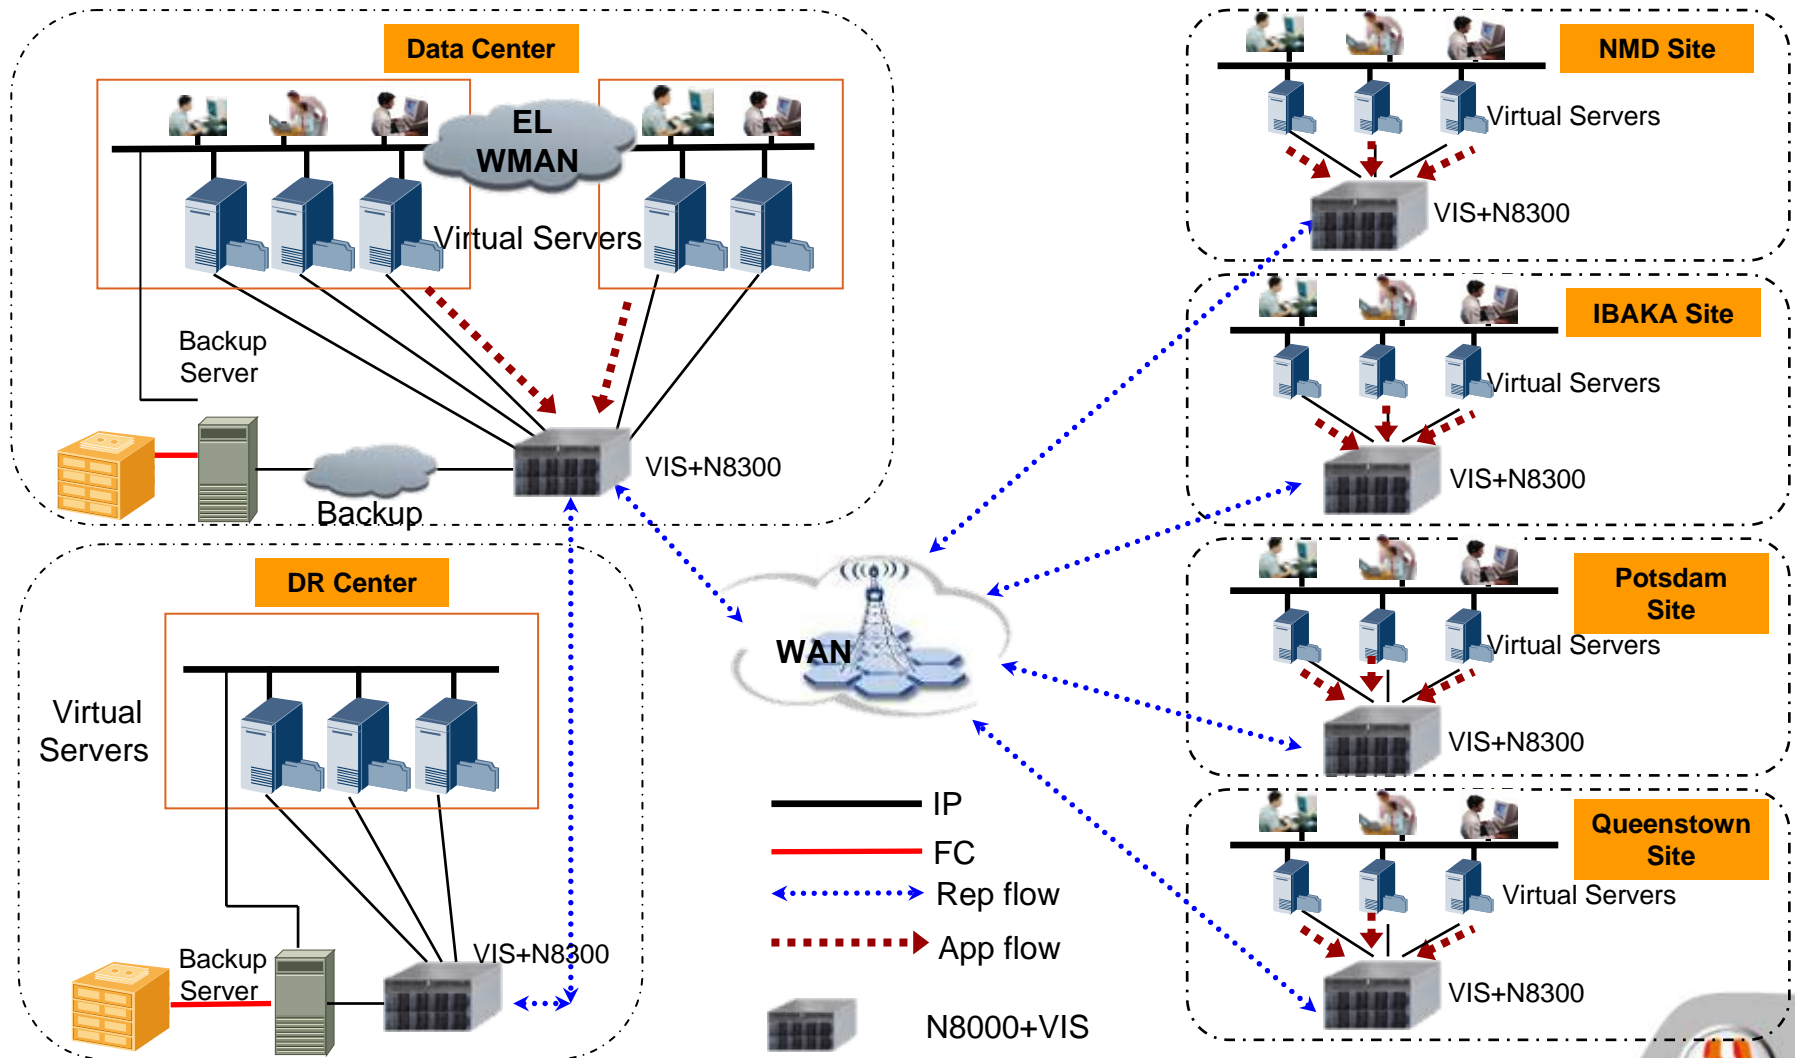 Data Center
EL
WMAN
Virtual Servers
Backup
Server
VIS+N8300
Backup
DR Center
Virtual
Servers
VIS+N8300
Backup
Server
WAN
IP
FC
Rep flow
App flow
N8000+VIS
NMD Site
Virtual Servers
VIS+N8300
IBAKA Site
Virtual Servers
VIS+N8300
Potsdam
Site
Virtual Servers
VIS+N8300
Queenstown
Site
Virtual Servers
VIS+N8300